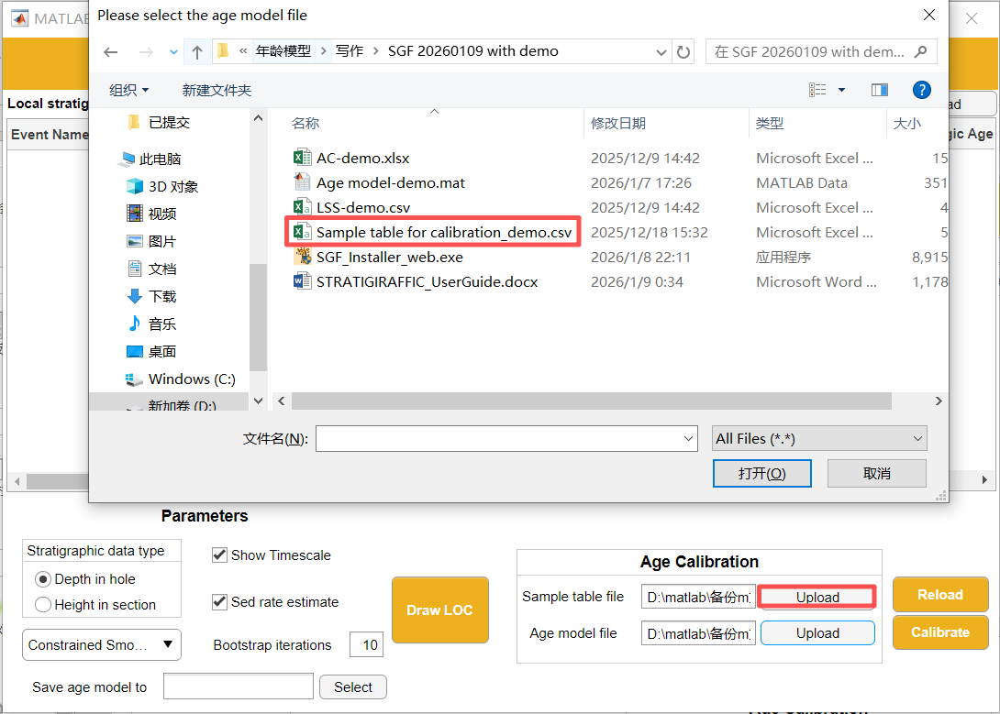 MATLAB
Please select the age model file
« 年龄模型 > 写作 > SGF 20260109 with demo
在 SGF 20260109 with dem...
组织
新建文件夹
Local stratig
ad
Event Name
gic Age
已提交
此电脑
3D 对象
视频
图片
文档
下载
音乐
桌面
Windows (C:)
新加卷 (D:)
名称 修改日期 类型 大小
AC-demo.xlsx 2025/12/9 14:42 Microsoft Excel ... 15
Age model-demo.mat 2026/1/7 17:26 MATLAB Data 351
LSS-demo.csv 2025/12/9 14:42 Microsoft Excel ... 4
Sample table for calibration_demo.csv 2025/12/18 15:32 Microsoft Excel ... 5
SGF_Installer_web.exe 2026/1/8 22:11 应用程序 8,915
STRATIGIRAFFIC_UserGuide.docx 2026/1/9 0:34 Microsoft Word ... 1,178
文件名(N):
All Files (*.*)
打开(O)
取消
Parameters
Stratigraphic data type
Depth in hole
Height in section
Constrained Smo...
Show Timescale
Sed rate estimate
Bootstrap iterations 10
Save age model to
Select
Draw LOC
Age Calibration
Sample table file D:\matlab\备份m Upload
Age model file D:\matlab\备份m Upload
Reload
Calibrate
Age Calibration